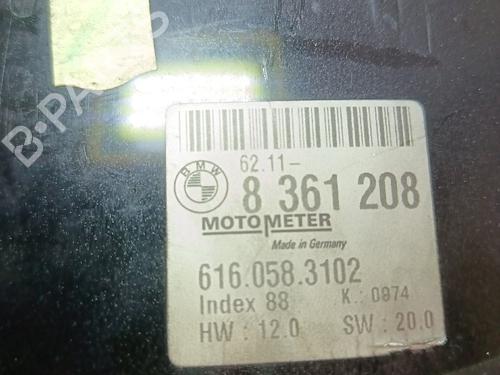 B-PA
BMW
62.11-
8 361 208
MOTOMETER
Made in Germany
616.058.3102
Index 88 K.: 0974
HW : 12.0 SW : 20.0